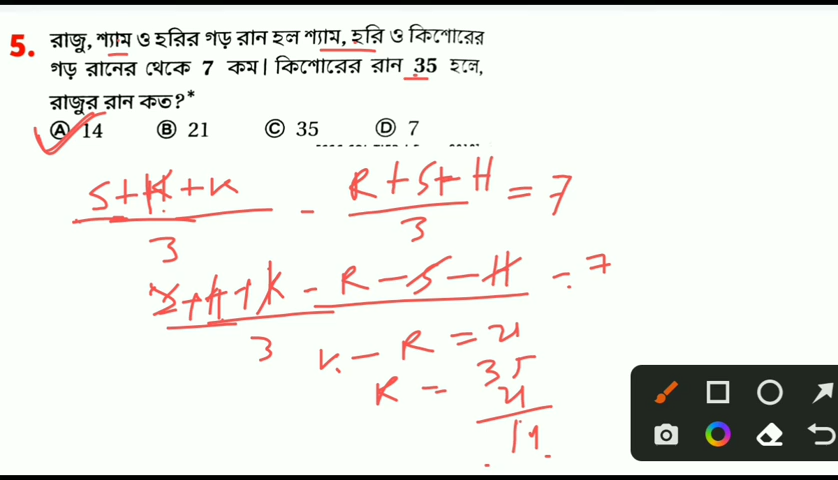 5. রাজু, শ্যাম ও হরির গড় রান হল শ্যাম, হরি ও কিশোরের
গড় রানের থেকে 7 কম। কিশোরের রান 35 হলে,
রাজুর রান কত?*
Ⓐ 14 Ⓑ 21 Ⓒ 35 Ⓓ 7
S+H+K / 3 - R+S+H / 3 = 7
S+H+K-R-S-H / 3 = 7
K - R = 21
R = 35
21
14